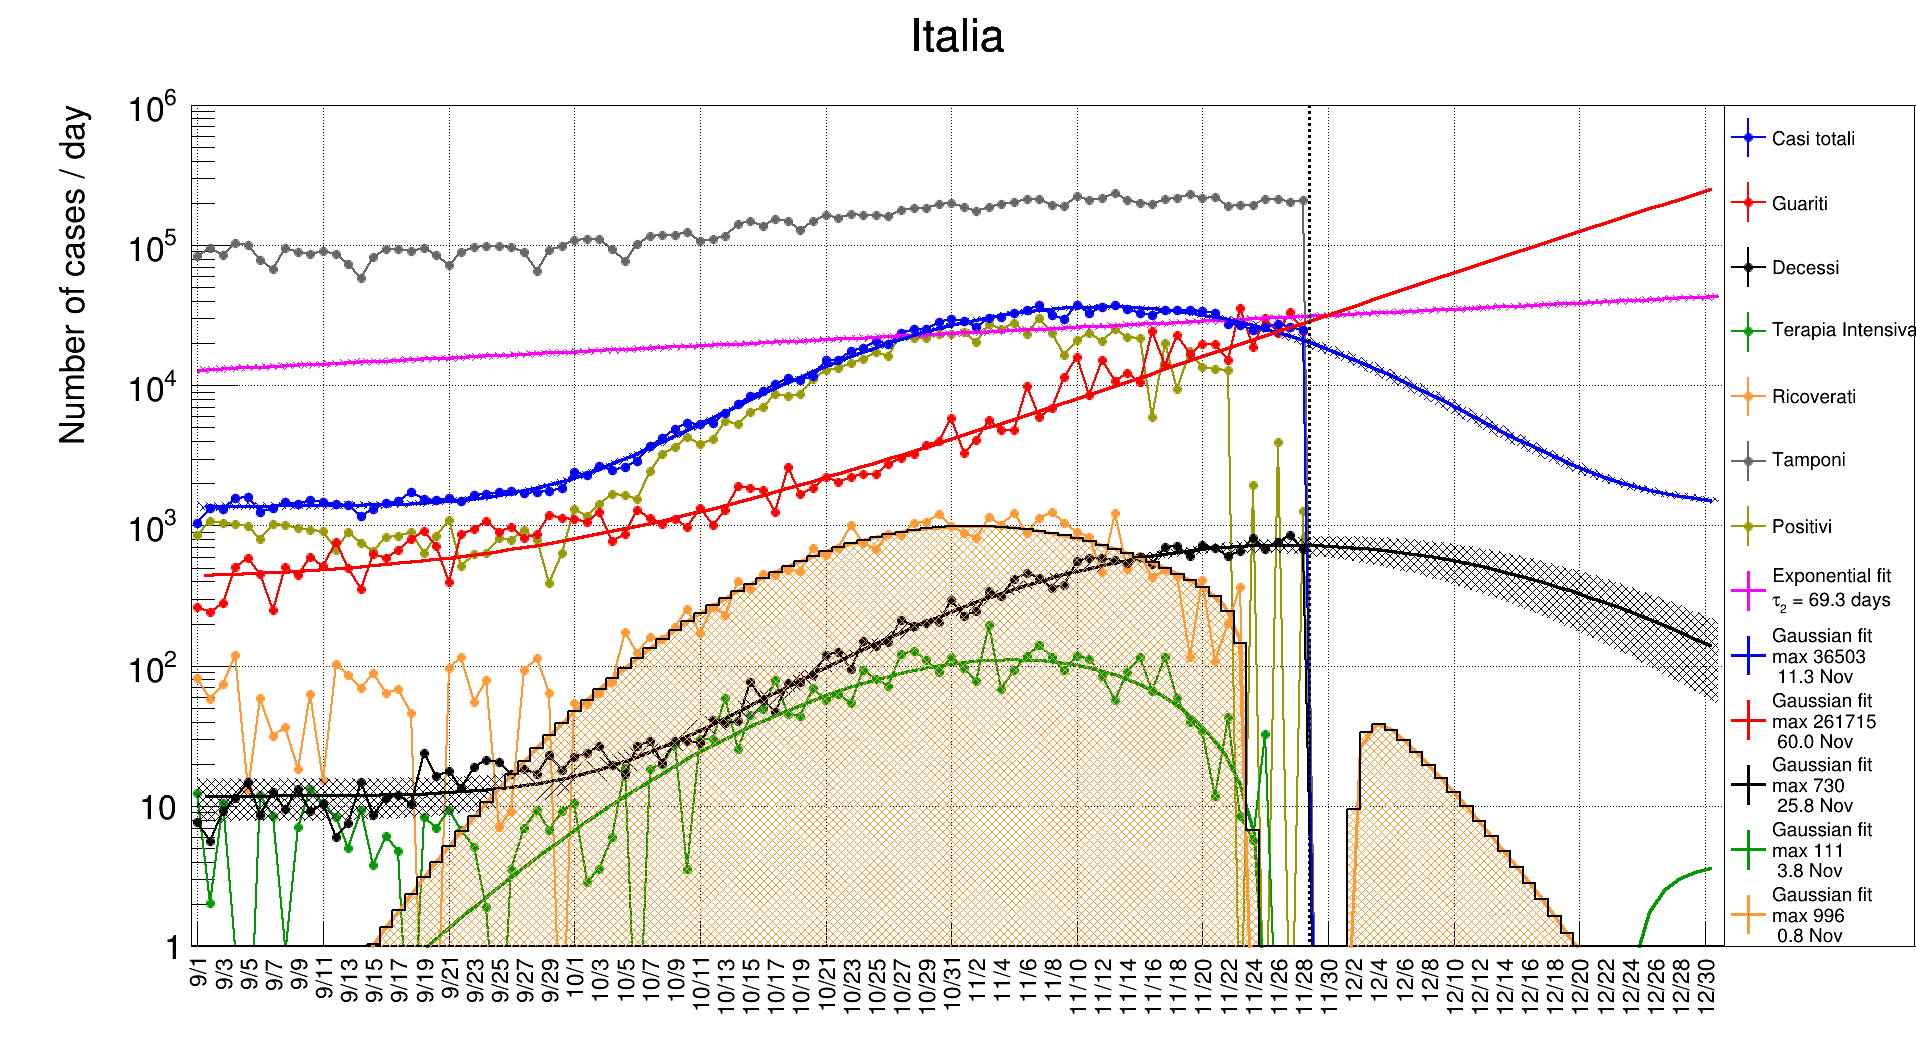 Italia
Number of cases / day
10^6
10^5
10^4
10^3
10^2
10
1
9/1
9/3
9/5
9/7
9/9
9/11
9/13
9/15
9/17
9/19
9/21
9/23
9/25
9/27
9/29
10/1
10/3
10/5
10/7
10/9
10/11
10/13
10/15
10/17
10/19
10/21
10/23
10/25
10/27
10/29
10/31
11/2
11/4
11/6
11/8
11/10
11/12
11/14
11/16
11/18
11/20
11/22
11/24
11/26
11/28
11/30
12/2
12/4
12/6
12/8
12/10
12/12
12/14
12/16
12/18
12/20
12/22
12/24
12/26
12/28
12/30
Casi totali
Guariti
Decessi
Terapia Intensiva
Ricoverati
Tamponi
Positivi
Exponential fit
τ₂ = 69.3 days
Gaussian fit
max 36503
11.3 Nov
Gaussian fit
max 261715
60.0 Nov
Gaussian fit
max 730
25.8 Nov
Gaussian fit
max 111
3.8 Nov
Gaussian fit
max 996
0.8 Nov